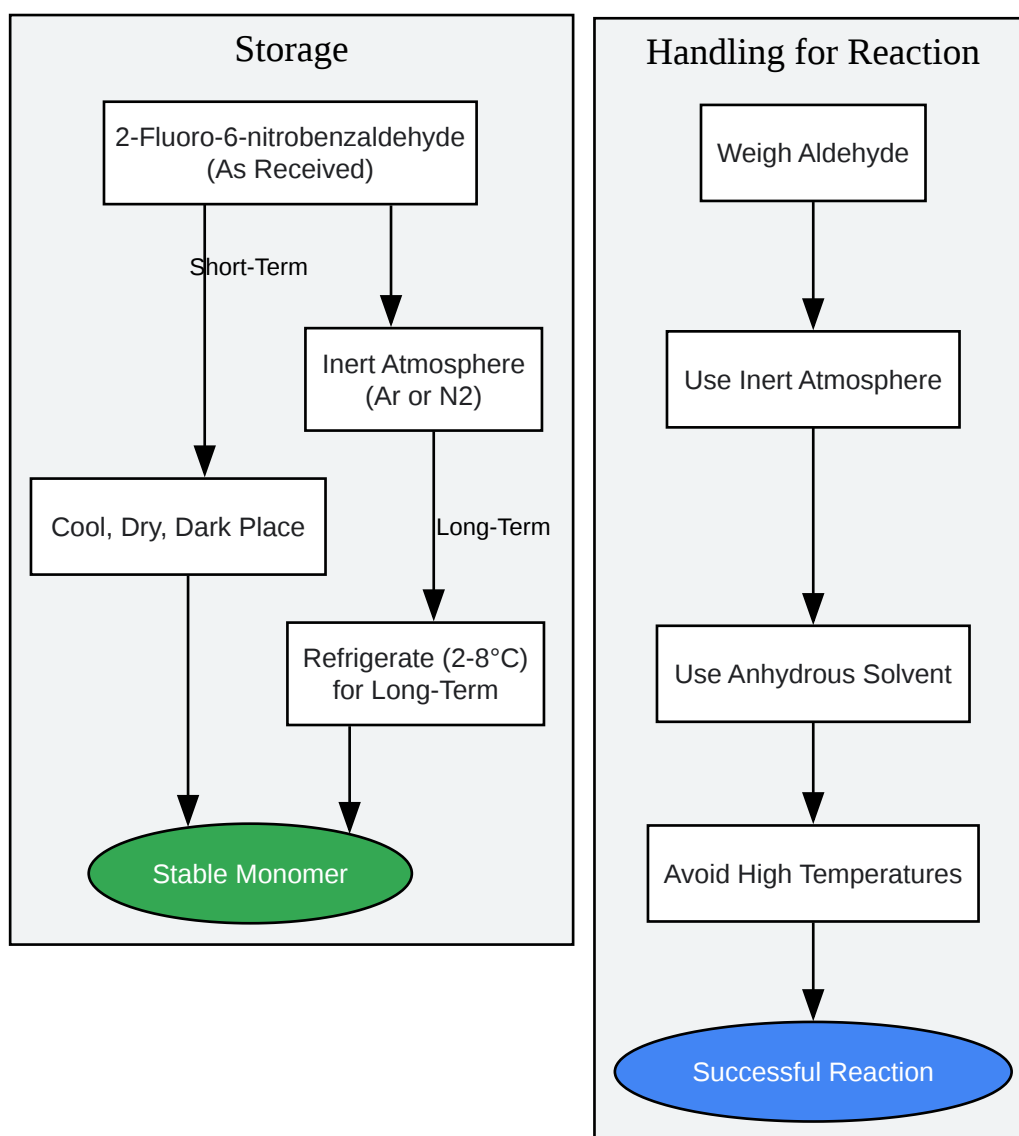 Storage
2-Fluoro-6-nitrobenzaldehyde
(As Received)
Short-Term
Inert Atmosphere
(Ar or N2)
Cool, Dry, Dark Place
Long-Term
Refrigerate (2-8°C)
for Long-Term
Stable Monomer
Handling for Reaction
Weigh Aldehyde
Use Inert Atmosphere
Use Anhydrous Solvent
Avoid High Temperatures
Successful Reaction